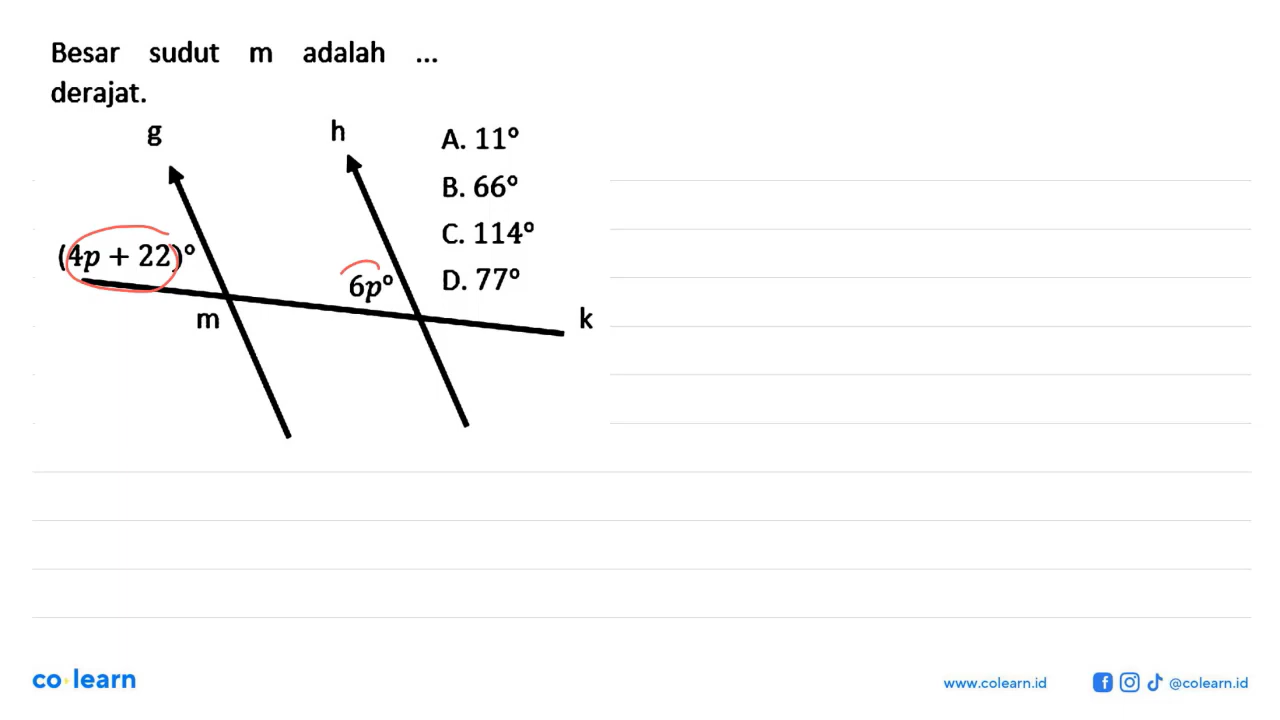 Besar sudut m adalah ...
derajat.
g
h
A. 11°
B. 66°
C. 114°
D. 77°
(4p + 22)°
6p°
m
k
co learn
www.colearn.id
@colearn.id